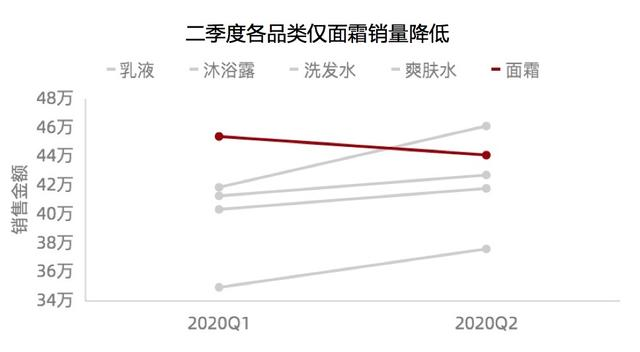 二季度各品类仅面霜销量降低
乳液 沐浴露 洗发水 爽肤水 面霜
48万
46万
44万
42万
40万
38万
36万
34万
销售金额
2020Q1 2020Q2